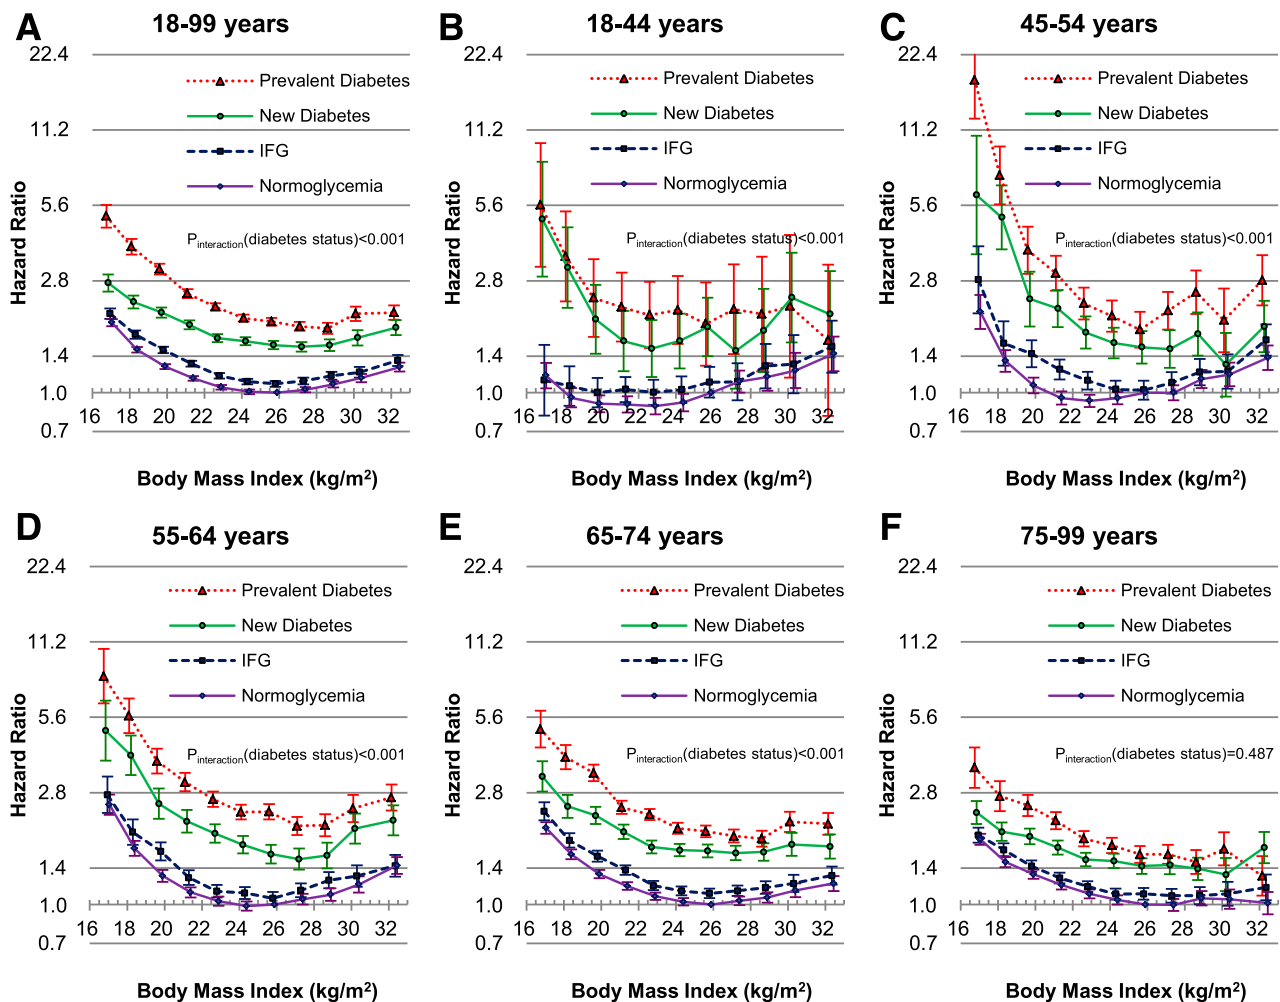 A
18-99 years
22.4
11.2
5.6
2.8
1.4
1.0
0.7
Hazard Ratio
Prevalent Diabetes
New Diabetes
IFG
Normoglycemia
Pinteraction(diabetes status)<0.001
16 18 20 22 24 26 28 30 32
Body Mass Index (kg/m2)
B
18-44 years
22.4
11.2
5.6
2.8
1.4
1.0
0.7
Hazard Ratio
Prevalent Diabetes
New Diabetes
IFG
Normoglycemia
Pinteraction(diabetes status)<0.001
16 18 20 22 24 26 28 30 32
Body Mass Index (kg/m2)
C
45-54 years
22.4
11.2
5.6
2.8
1.4
1.0
0.7
Hazard Ratio
Prevalent Diabetes
New Diabetes
IFG
Normoglycemia
Pinteraction(diabetes status)<0.001
16 18 20 22 24 26 28 30 32
Body Mass Index (kg/m2)
D
55-64 years
22.4
11.2
5.6
2.8
1.4
1.0
0.7
Hazard Ratio
Prevalent Diabetes
New Diabetes
IFG
Normoglycemia
Pinteraction(diabetes status)<0.001
16 18 20 22 24 26 28 30 32
Body Mass Index (kg/m2)
E
65-74 years
22.4
11.2
5.6
2.8
1.4
1.0
0.7
Hazard Ratio
Prevalent Diabetes
New Diabetes
IFG
Normoglycemia
Pinteraction(diabetes status)<0.001
16 18 20 22 24 26 28 30 32
Body Mass Index (kg/m2)
F
75-99 years
22.4
11.2
5.6
2.8
1.4
1.0
0.7
Hazard Ratio
Prevalent Diabetes
New Diabetes
IFG
Normoglycemia
Pinteraction(diabetes status)=0.487
16 18 20 22 24 26 28 30 32
Body Mass Index (kg/m2)